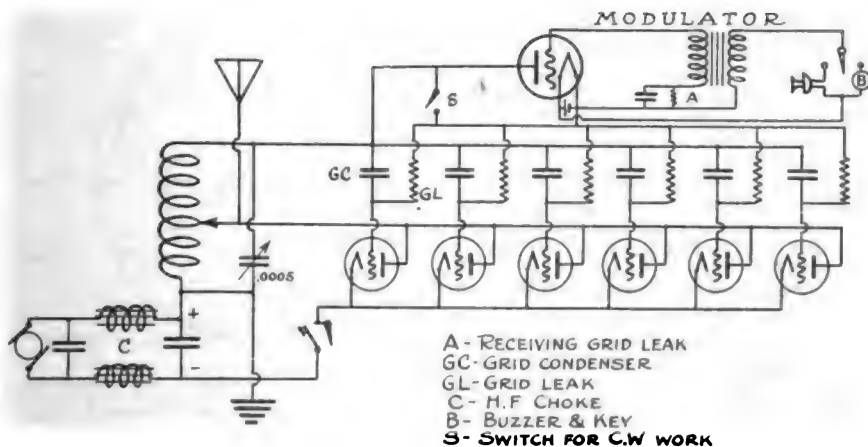 MODULATOR
S
A
B
GC
GL
.0005
+
C
-
A - RECEIVING GRID LEAK
GC - GRID CONDENSER
GL - GRID LEAK
C - H.F CHOKE
B - BUZZER & KEY
S - SWITCH FOR C.W WORK